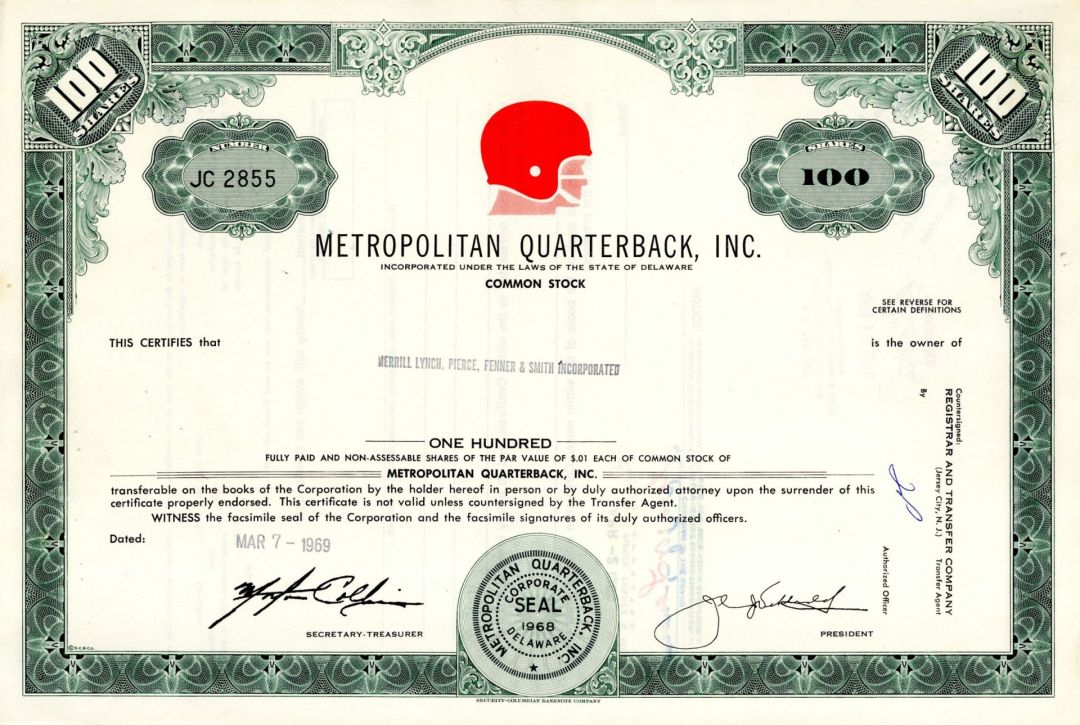 100
SHARES
100
SHARES
NUMBER
JC 2855
SHARES
100
METROPOLITAN QUARTERBACK, INC.
INCORPORATED UNDER THE LAWS OF THE STATE OF DELAWARE
COMMON STOCK
SEE REVERSE FOR
CERTAIN DEFINITIONS
THIS CERTIFIES that
is the owner of
MERRILL LYNCH, PIERCE, FENNER & SMITH INCORPORATED
ONE HUNDRED
FULLY PAID AND NON-ASSESSABLE SHARES OF THE PAR VALUE OF $.01 EACH OF COMMON STOCK OF
METROPOLITAN QUARTERBACK, INC.
transferable on the books of the Corporation by the holder hereof in person or by duly authorized attorney upon the surrender of this
certificate properly endorsed. This certificate is not valid unless countersigned by the Transfer Agent.
WITNESS the facsimile seal of the Corporation and the facsimile signatures of its duly authorized officers.
Dated:
MAR 7 - 1969
SECRETARY-TREASURER
METROPOLITAN QUARTERBACK, INC.
CORPORATE
SEAL
1968
DELAWARE
PRESIDENT
Countersigned:
REGISTRAR AND TRANSFER COMPANY
(Jersey City, N. J.) Transfer Agent
By
Authorized Officer
©S.C.B.CO.
SECURITY-COLUMBIAN BANKNOTE COMPANY